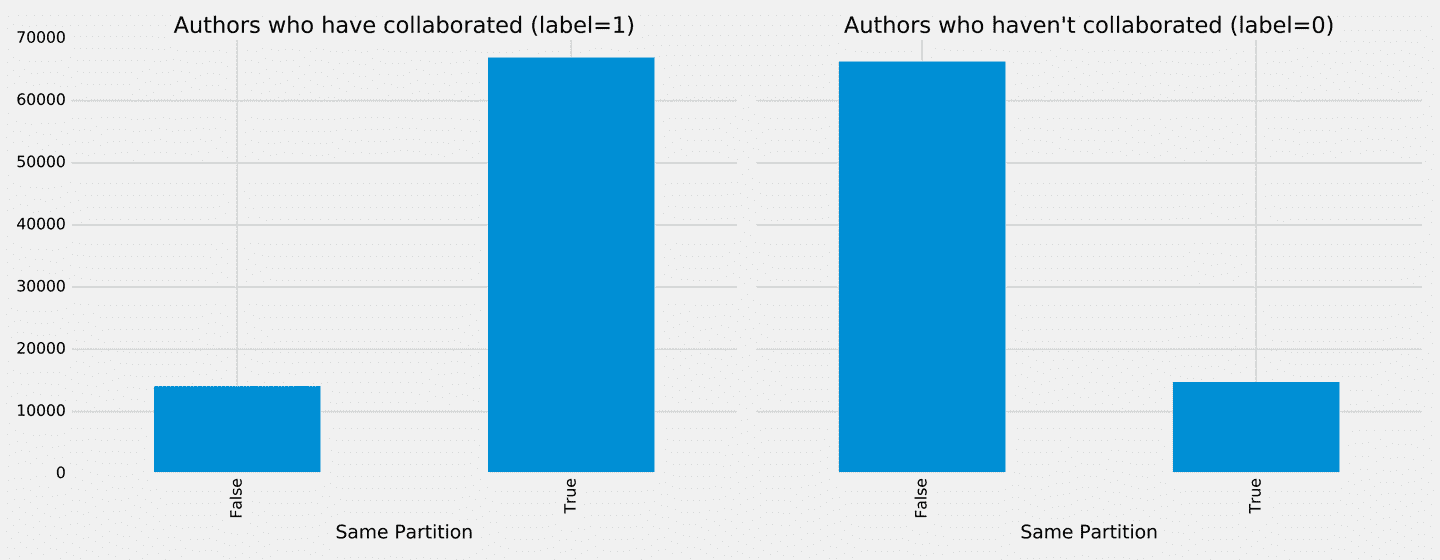 Authors who have collaborated (label=1)
70000
60000
50000
40000
30000
20000
10000
0
False
True
Same Partition
Authors who haven't collaborated (label=0)
False
True
Same Partition